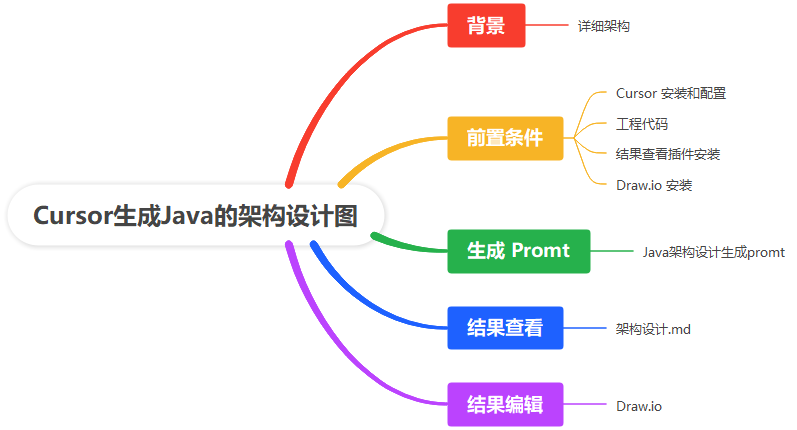 Cursor生成Java的架构设计图
背景
详细架构
前置条件
Cursor 安装和配置
工程代码
结果查看插件安装
Draw.io 安装
生成 Promt
Java架构设计生成promt
结果查看
架构设计.md
结果编辑
Draw.io